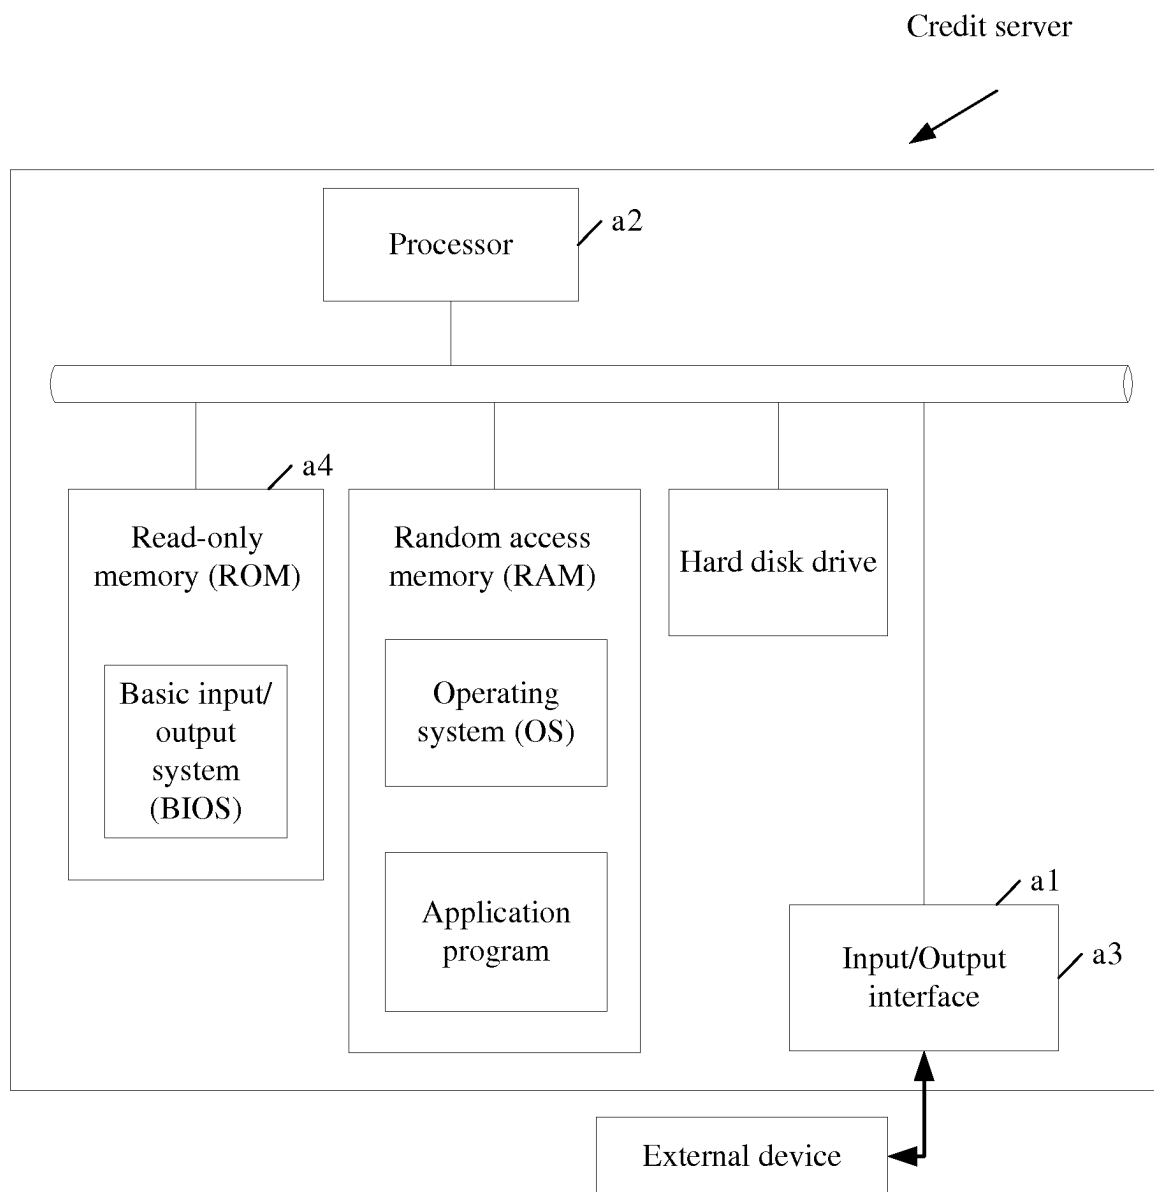 Credit server
Processor
a2
a4
Read-only
memory (ROM)
Random access
memory (RAM)
Hard disk drive
Basic input/
output
system
(BIOS)
Operating
system (OS)
Application
program
a1
Input/Output
interface
a3
External device